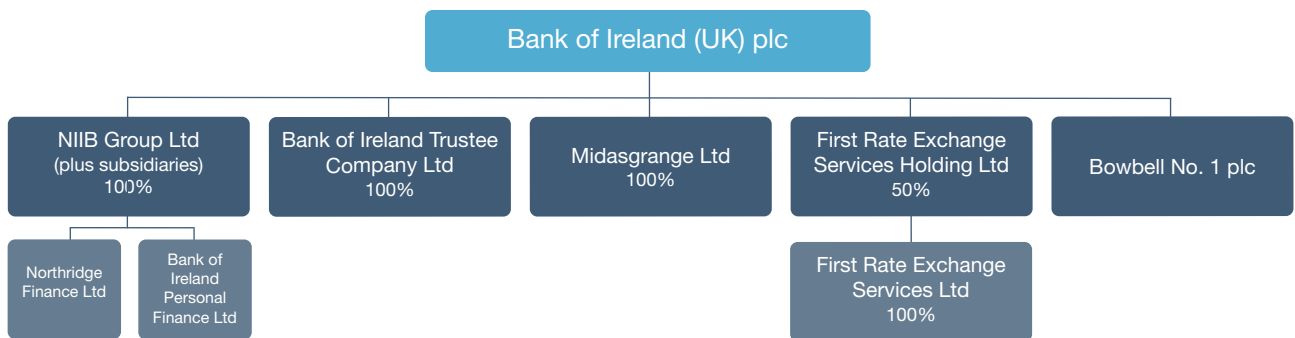 Bank of Ireland (UK) plc
NIIB Group Ltd
(plus subsidiaries)
100%
Bank of Ireland Trustee
Company Ltd
100%
Midasgrange Ltd
100%
First Rate Exchange
Services Holding Ltd
50%
Bowbell No. 1 plc
Northridge
Finance Ltd
Bank of
Ireland
Personal
Finance Ltd
First Rate Exchange
Services Ltd
100%